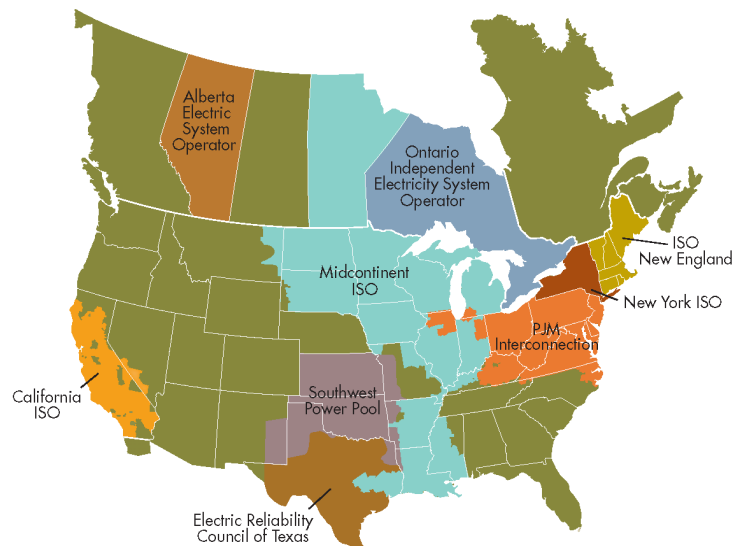 Alberta
Electric
System
Operator
Ontario
Independent
Electricity System
Operator
ISO
New England
Midcontinent
ISO
New York ISO
PJM
Interconnection
California
ISO
Southwest
Power Pool
Electric Reliability
Council of Texas